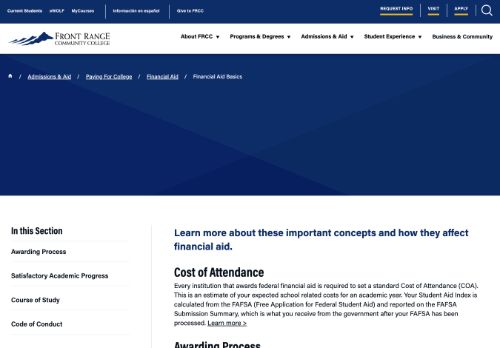 Current Students eWOLF MyCourses Información en español Give to FRCC REQUEST INFO VISIT APPLY
FRONT RANGE
COMMUNITY COLLEGE
About FRCC ▼ Programs & Degrees ▼ Admissions & Aid ▼ Student Experience ▼ Business & Community
/ Admissions & Aid / Paying For College / Financial Aid / Financial Aid Basics
In this Section
Awarding Process
Satisfactory Academic Progress
Course of Study
Code of Conduct
Learn more about these important concepts and how they affect
financial aid.
Cost of Attendance
Every institution that awards federal financial aid is required to set a standard Cost of Attendance (COA).
This is an estimate of your expected school related costs for an academic year. Your Student Aid Index is
calculated from the FAFSA (Free Application for Federal Student Aid) and reported on the FAFSA
Submission Summary, which is what you receive from the government after your FAFSA has been
processed. Learn more >
Awarding Process